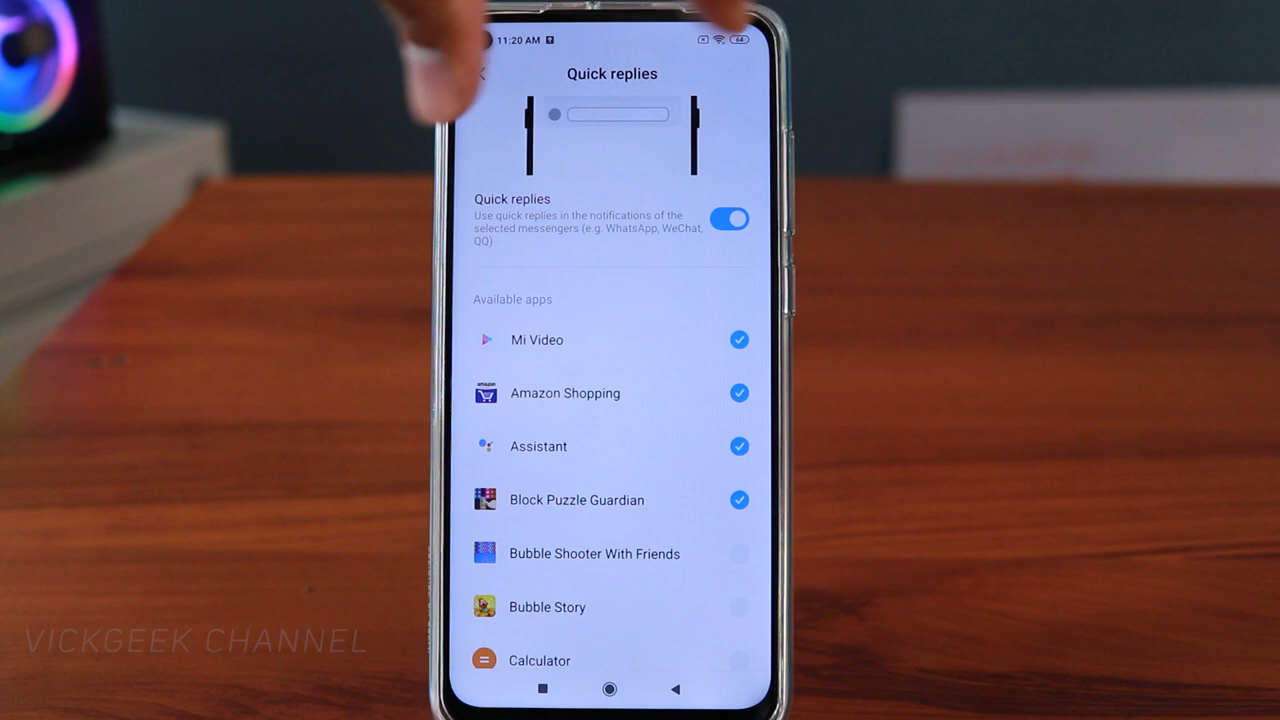 11:20 AM
64
Quick replies
Quick replies
Use quick replies in the notifications of the
selected messengers (e.g. WhatsApp, WeChat,
QQ)
Available apps
Mi Video
amazon
Amazon Shopping
Assistant
Block Puzzle Guardian
Bubble Shooter With Friends
Bubble Story
Calculator
VICKGEEK CHANNEL